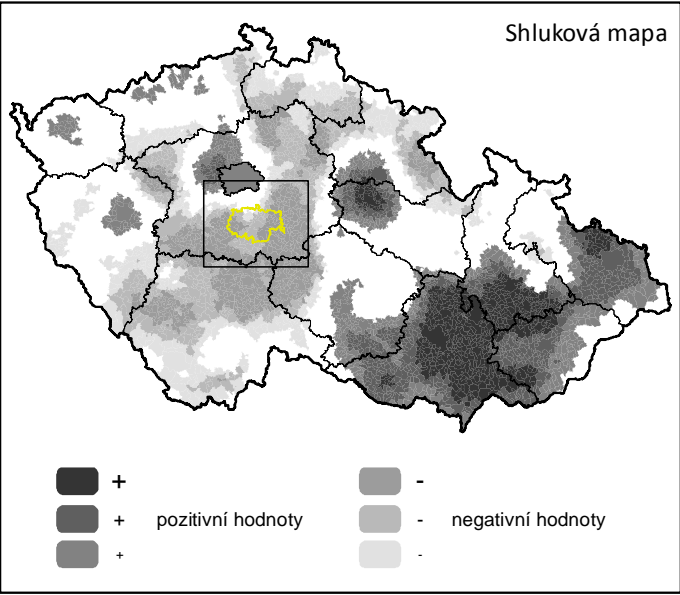 Shluková mapa
+ -
+ pozitivní hodnoty - negativní hodnoty
+ -